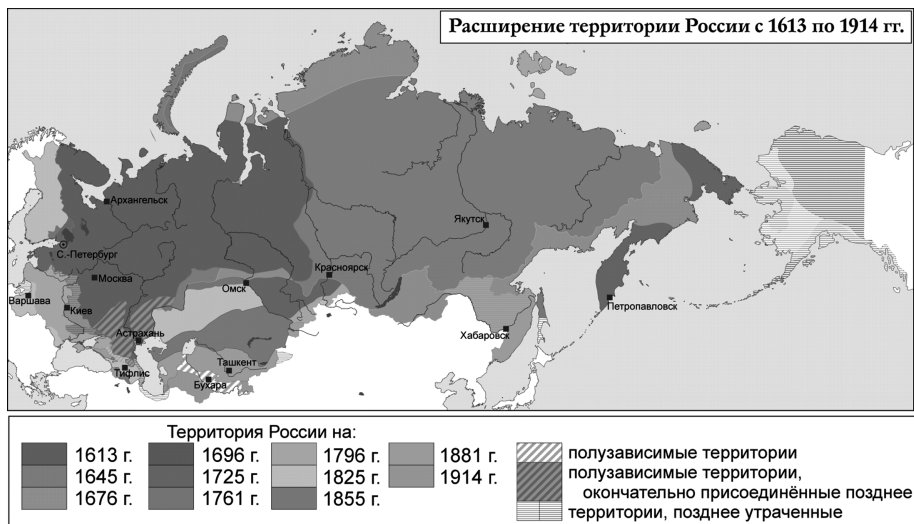 Расширение территории России с 1613 по 1914 гг.
Архангельск
Якутск
С.-Петербург
Москва
Красноярск
Омск
Петропавловск
Варшава
Киев
Астрахань
Хабаровск
Ташкент
Тифлис
Бухара
Территория России на:
1613 г.
1645 г.
1676 г.
1696 г.
1725 г.
1761 г.
1796 г.
1825 г.
1855 г.
1881 г.
1914 г.
полузависимые территории
полузависимые территории,
окончательно присоединённые позднее
территории, позднее утраченные